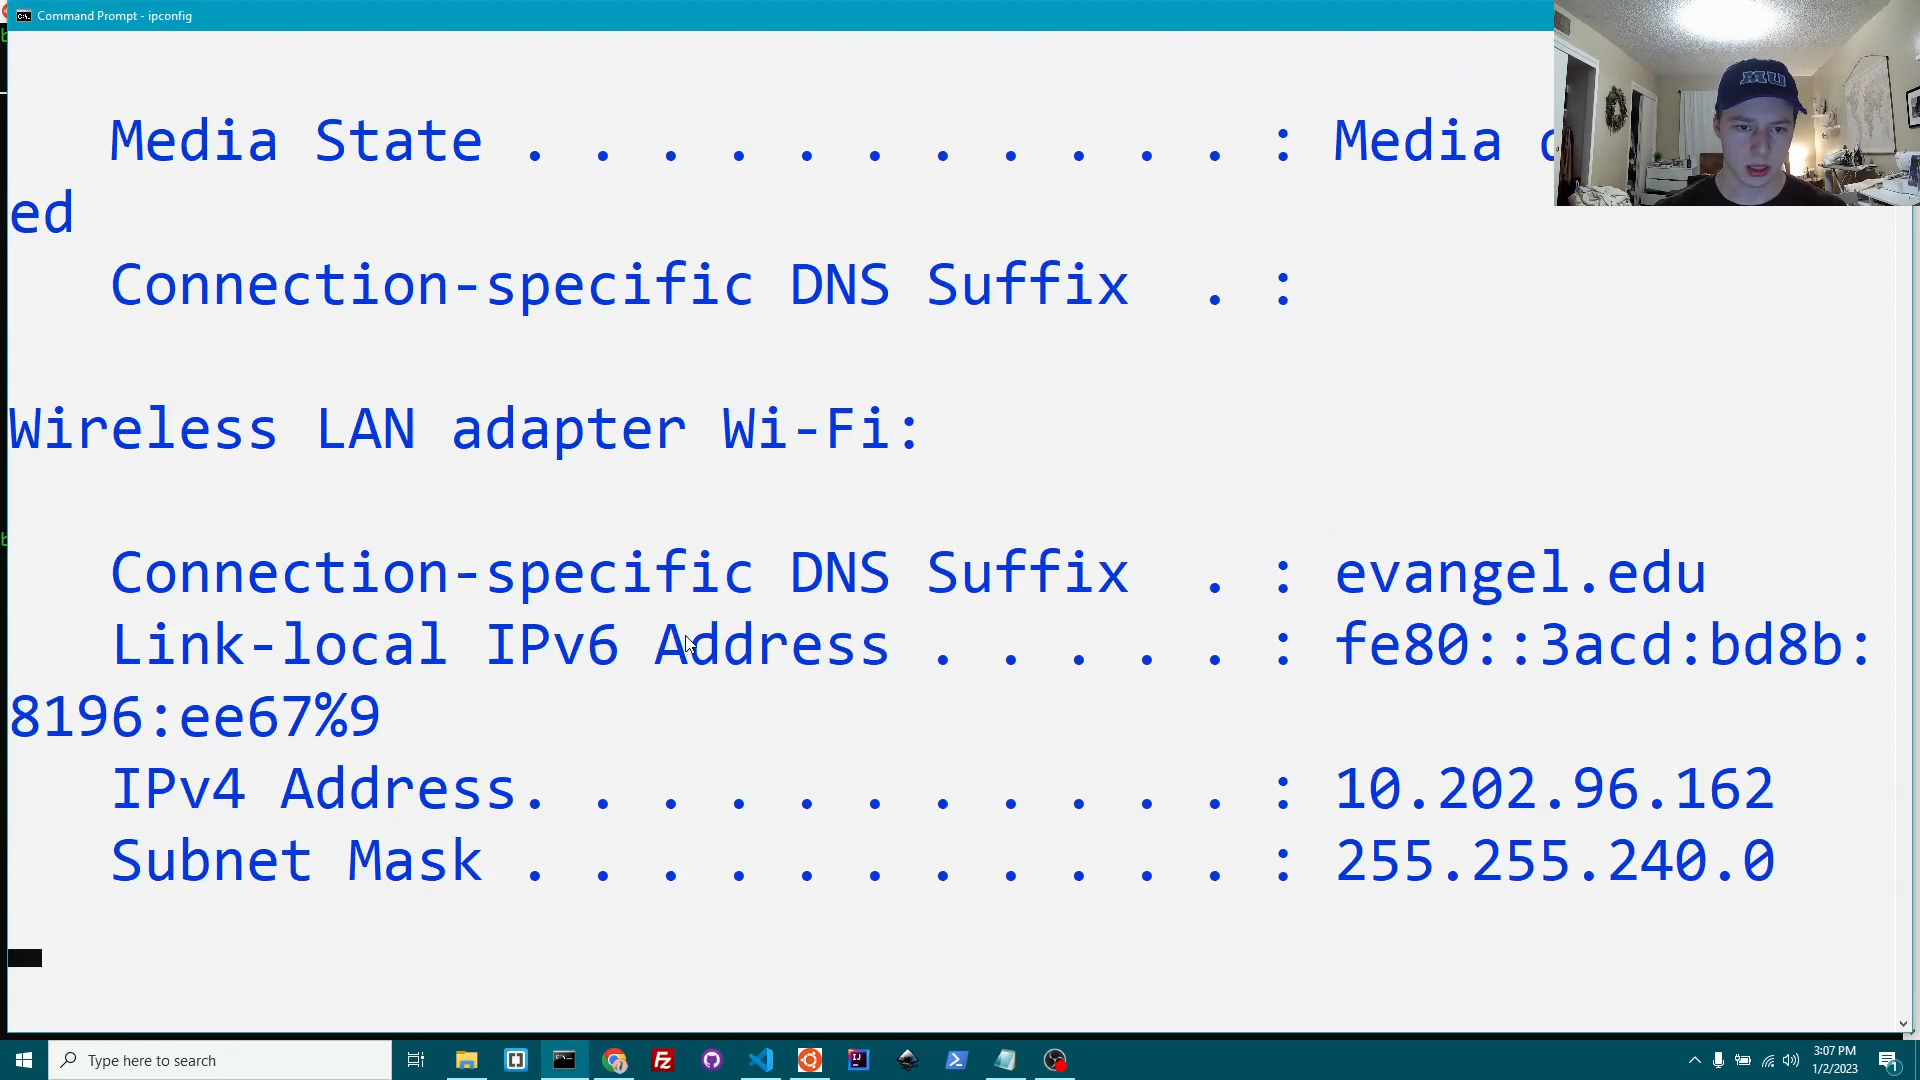 Command Prompt - ipconfig
MU
Media State . . . . . . . . . . . : Media
ed
Connection-specific DNS Suffix . :
Wireless LAN adapter Wi-Fi:
Connection-specific DNS Suffix . : evangel.edu
Link-local IPv6 Address . . . . . : fe80::3acd:bd8b:
8196:ee67%9
IPv4 Address. . . . . . . . . . . : 10.202.96.162
Subnet Mask . . . . . . . . . . . : 255.255.240.0
Type here to search
3:07 PM
1/2/2023